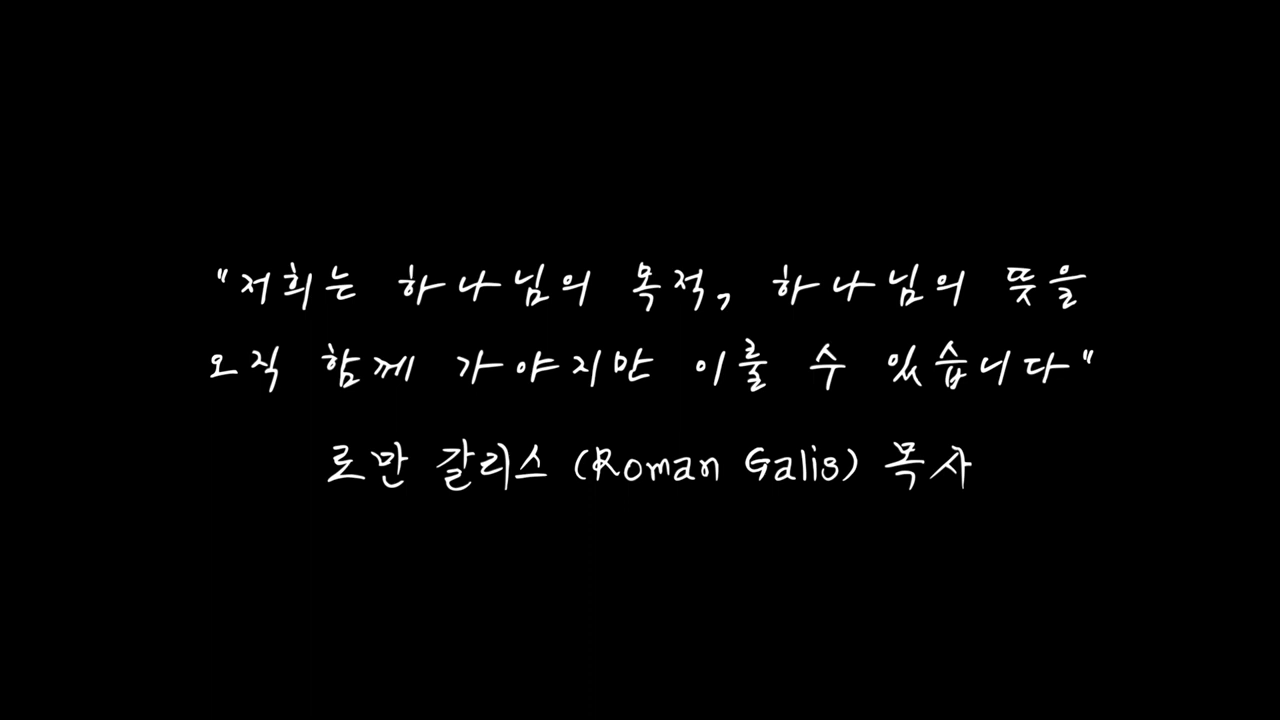 "저희는 하나님의 목적, 하나님의 뜻을
오직 함께 가야지만 이룰 수 있습니다"
로만 갈리스 (Roman Galis) 목사